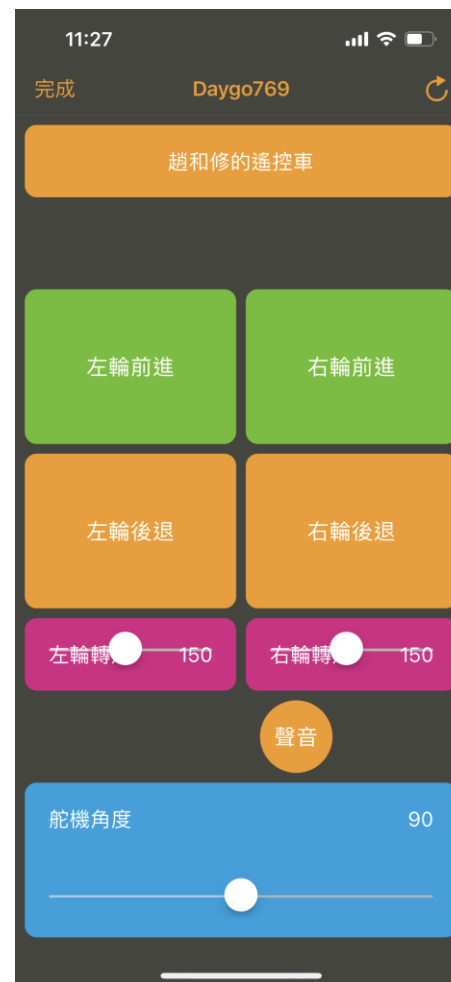 11:27
完成 Daygo769
趙和修的遙控車
左輪前進 右輪前進
左輪後退 右輪後退
左輪轉 150 右輪轉 150
聲音
舵機角度 90